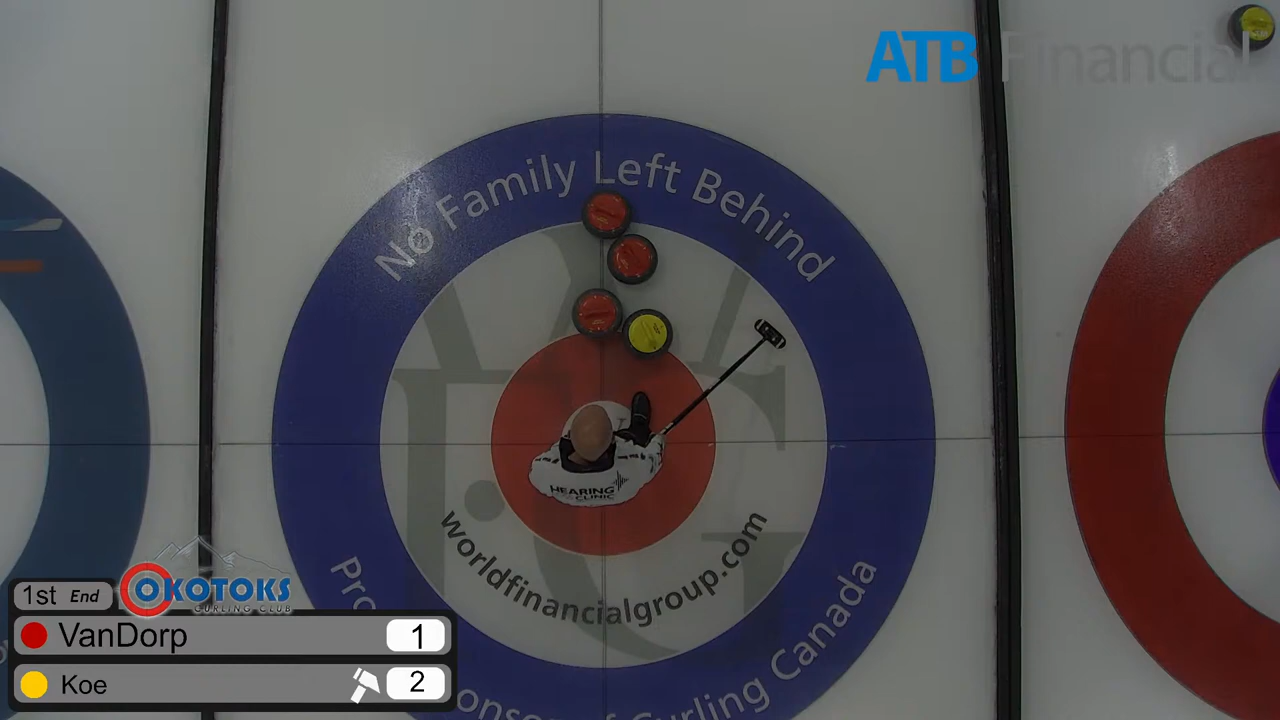 ATB Financial
No Family Left Behind
HEARING
CLINIC
worldfinancialgroup.com
Curling Canada
1st End
OKOTOKS
CURLING CLUB
VanDorp 1
Koe 2